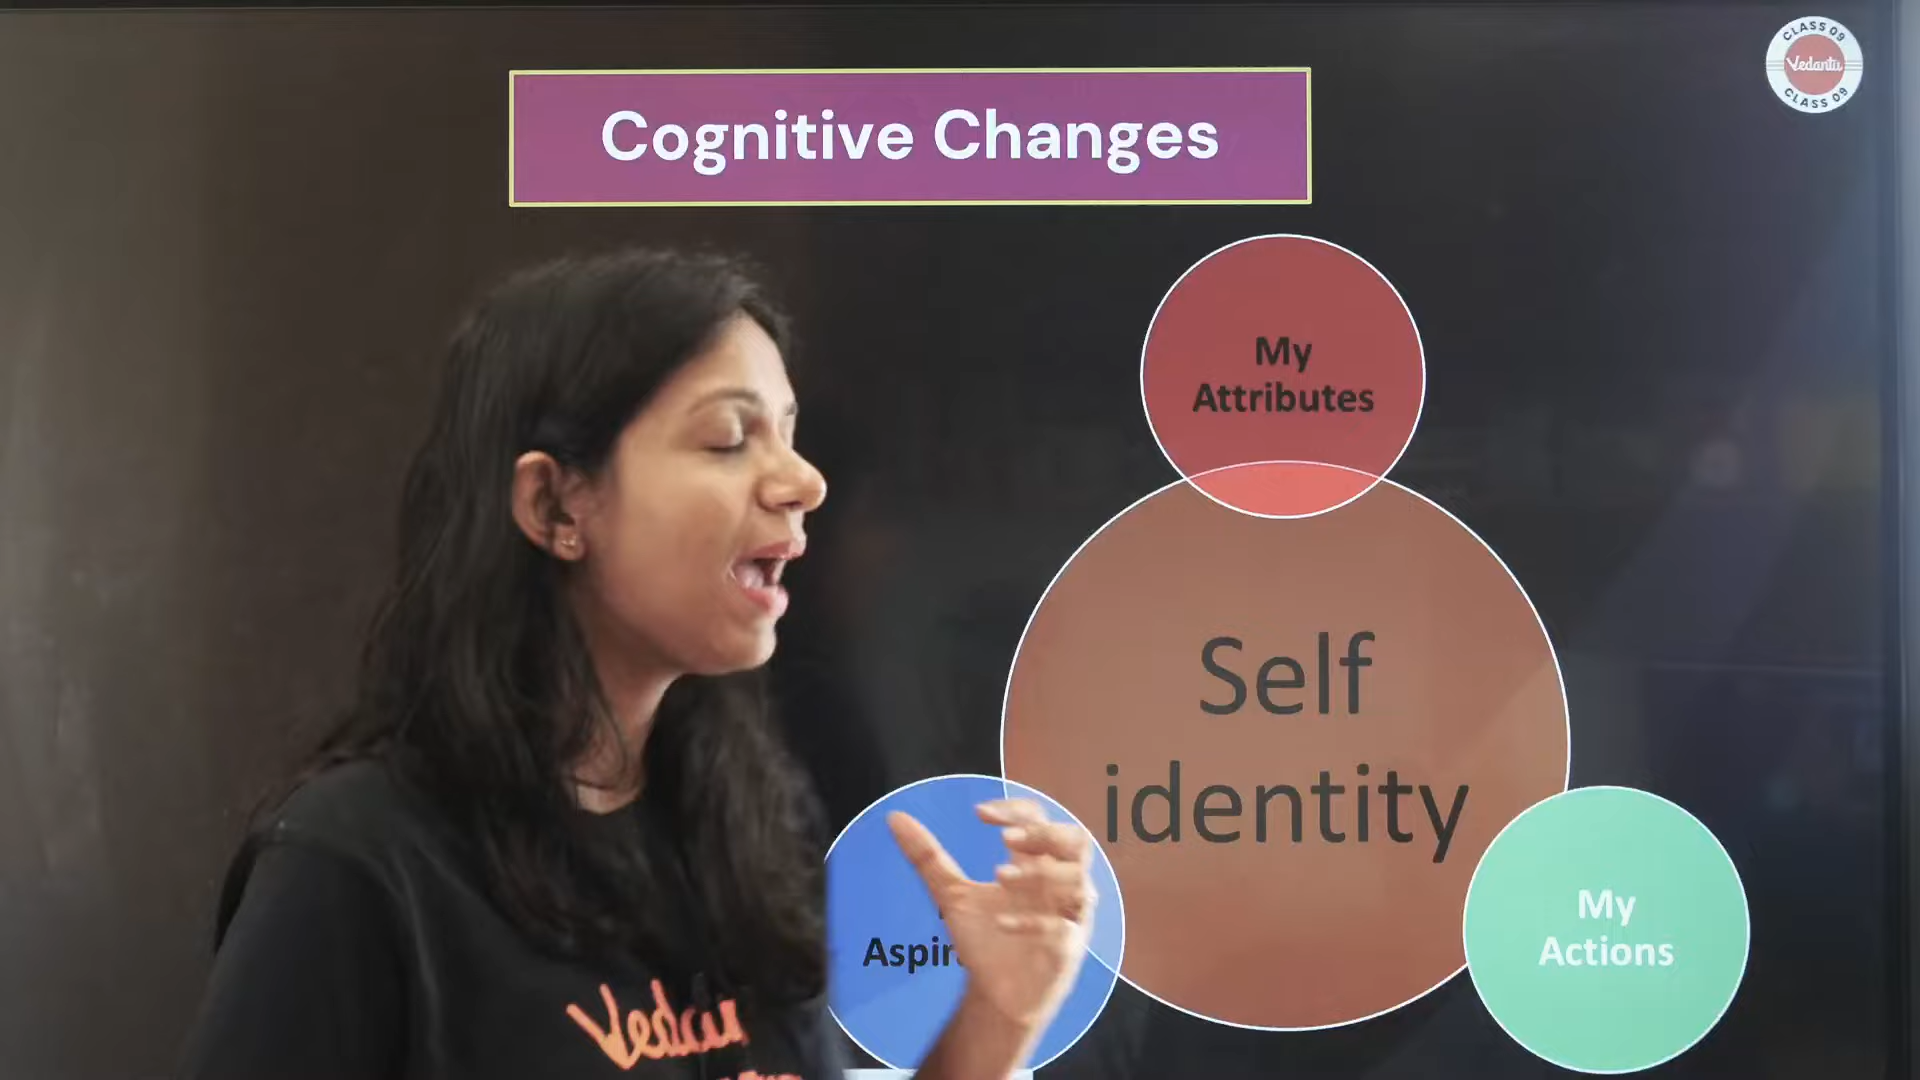 CLASS 09
Vedantu
CLASS 09
Cognitive Changes
My
Attributes
Self
identity
My
Actions